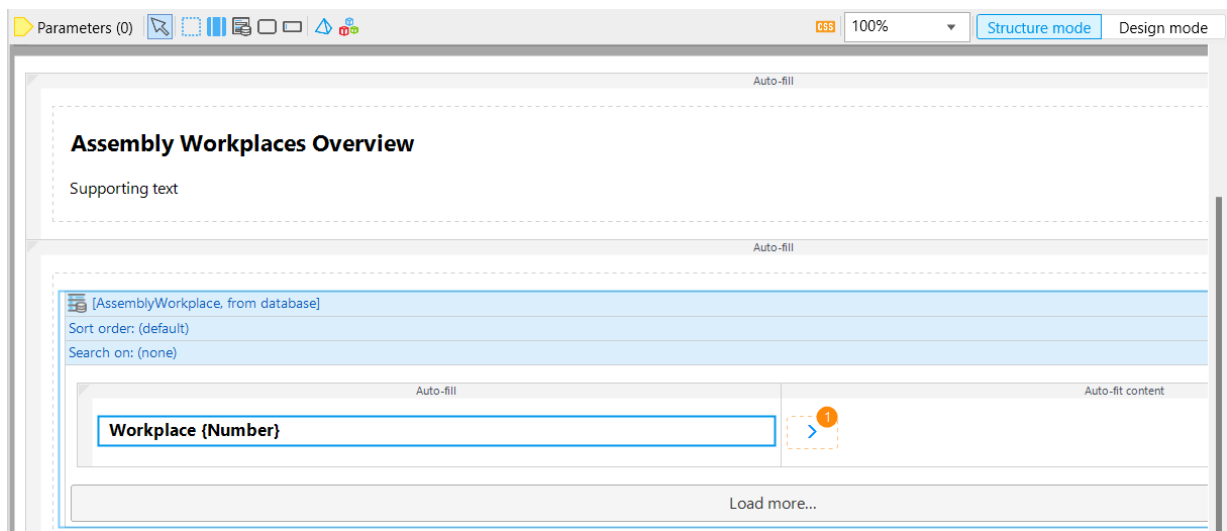 Parameters (0)
CSS
100%
Structure mode
Design mode
Auto-fill
Assembly Workplaces Overview
Supporting text
Auto-fill
[AssemblyWorkplace, from database]
Sort order: (default)
Search on: (none)
Auto-fill
Auto-fit content
Workplace {Number}
1
Load more...